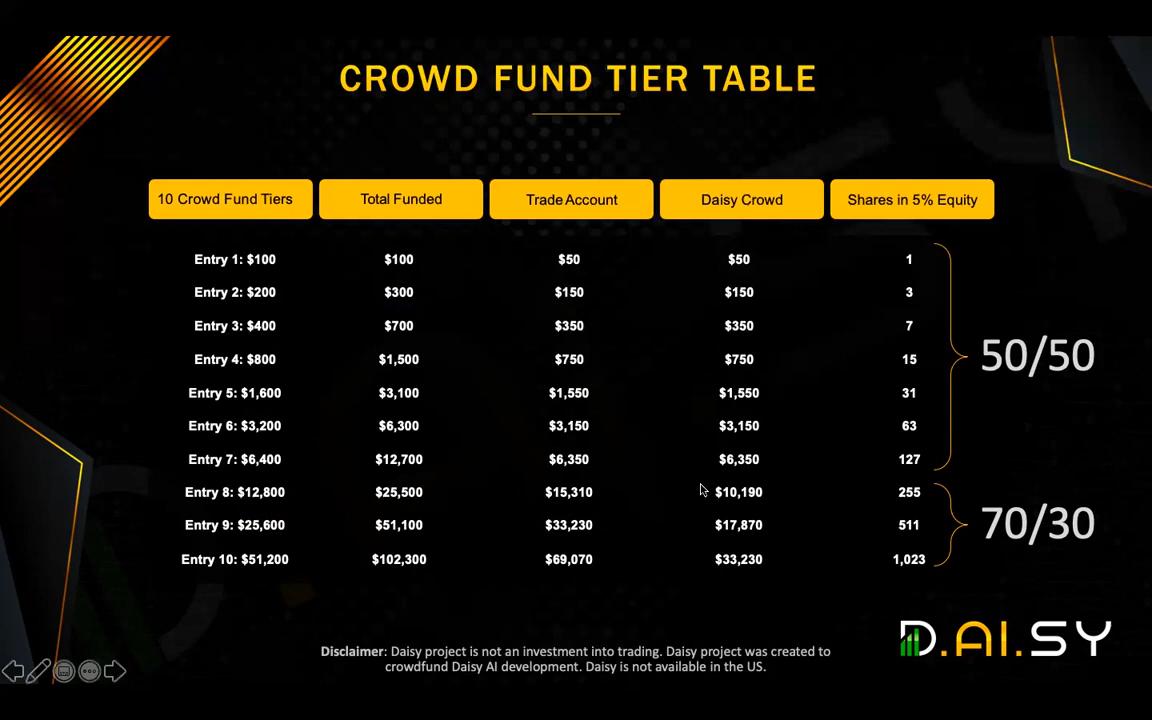 CROWD FUND TIER TABLE
10 Crowd Fund Tiers Total Funded Trade Account Daisy Crowd Shares in 5% Equity
Entry 1: $100 $100 $50 $50 1
Entry 2: $200 $300 $150 $150 3
Entry 3: $400 $700 $350 $350 7
Entry 4: $800 $1,500 $750 $750 15
50/50
Entry 5: $1,600 $3,100 $1,550 $1,550 31
Entry 6: $3,200 $6,300 $3,150 $3,150 63
Entry 7: $6,400 $12,700 $6,350 $6,350 127
Entry 8: $12,800 $25,500 $15,310 $10,190 255
Entry 9: $25,600 $51,100 $33,230 $17,870 511
70/30
Entry 10: $51,200 $102,300 $69,070 $33,230 1,023
D.AI.SY
Disclaimer: Daisy project is not an investment into trading. Daisy project was created to
crowdfund Daisy AI development. Daisy is not available in the US.